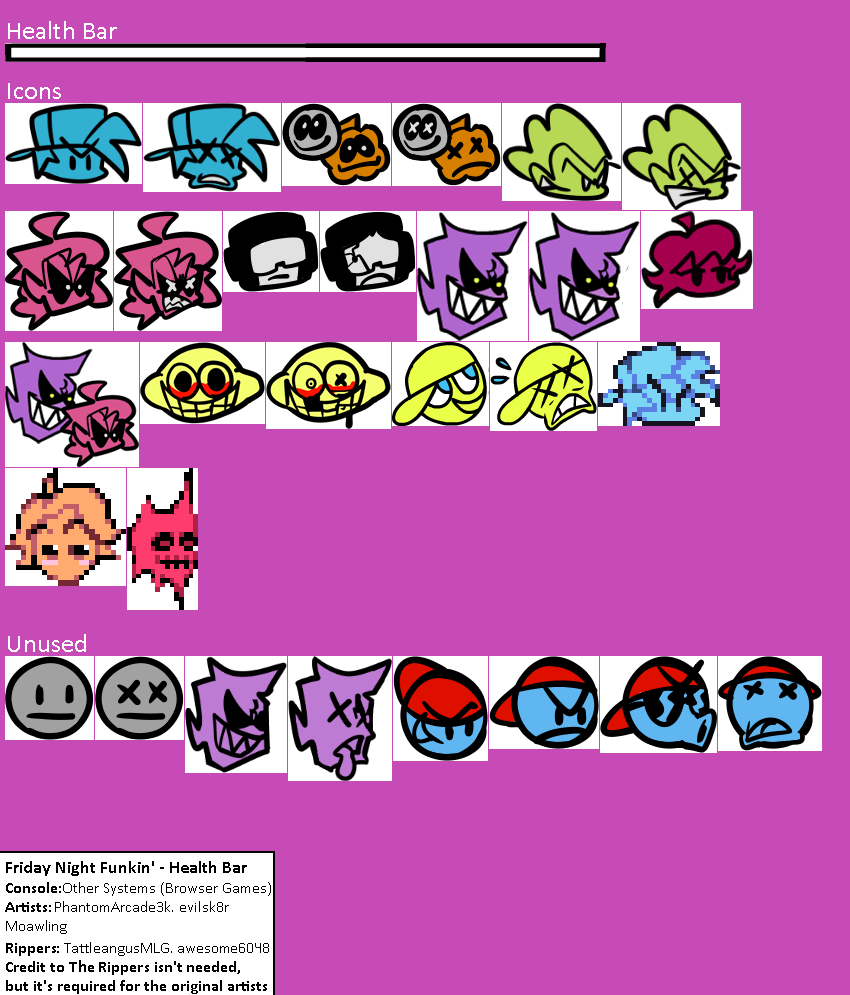 Health Bar
Icons
Unused
Friday Night Funkin' - Health Bar
Console:Other Systems (Browser Games)
Artists: PhantomArcade3k. evilsk8r
Moawling
Rippers: TattleangusMLG. awesome6048
Credit to The Rippers isn't needed,
but it's required for the original artists